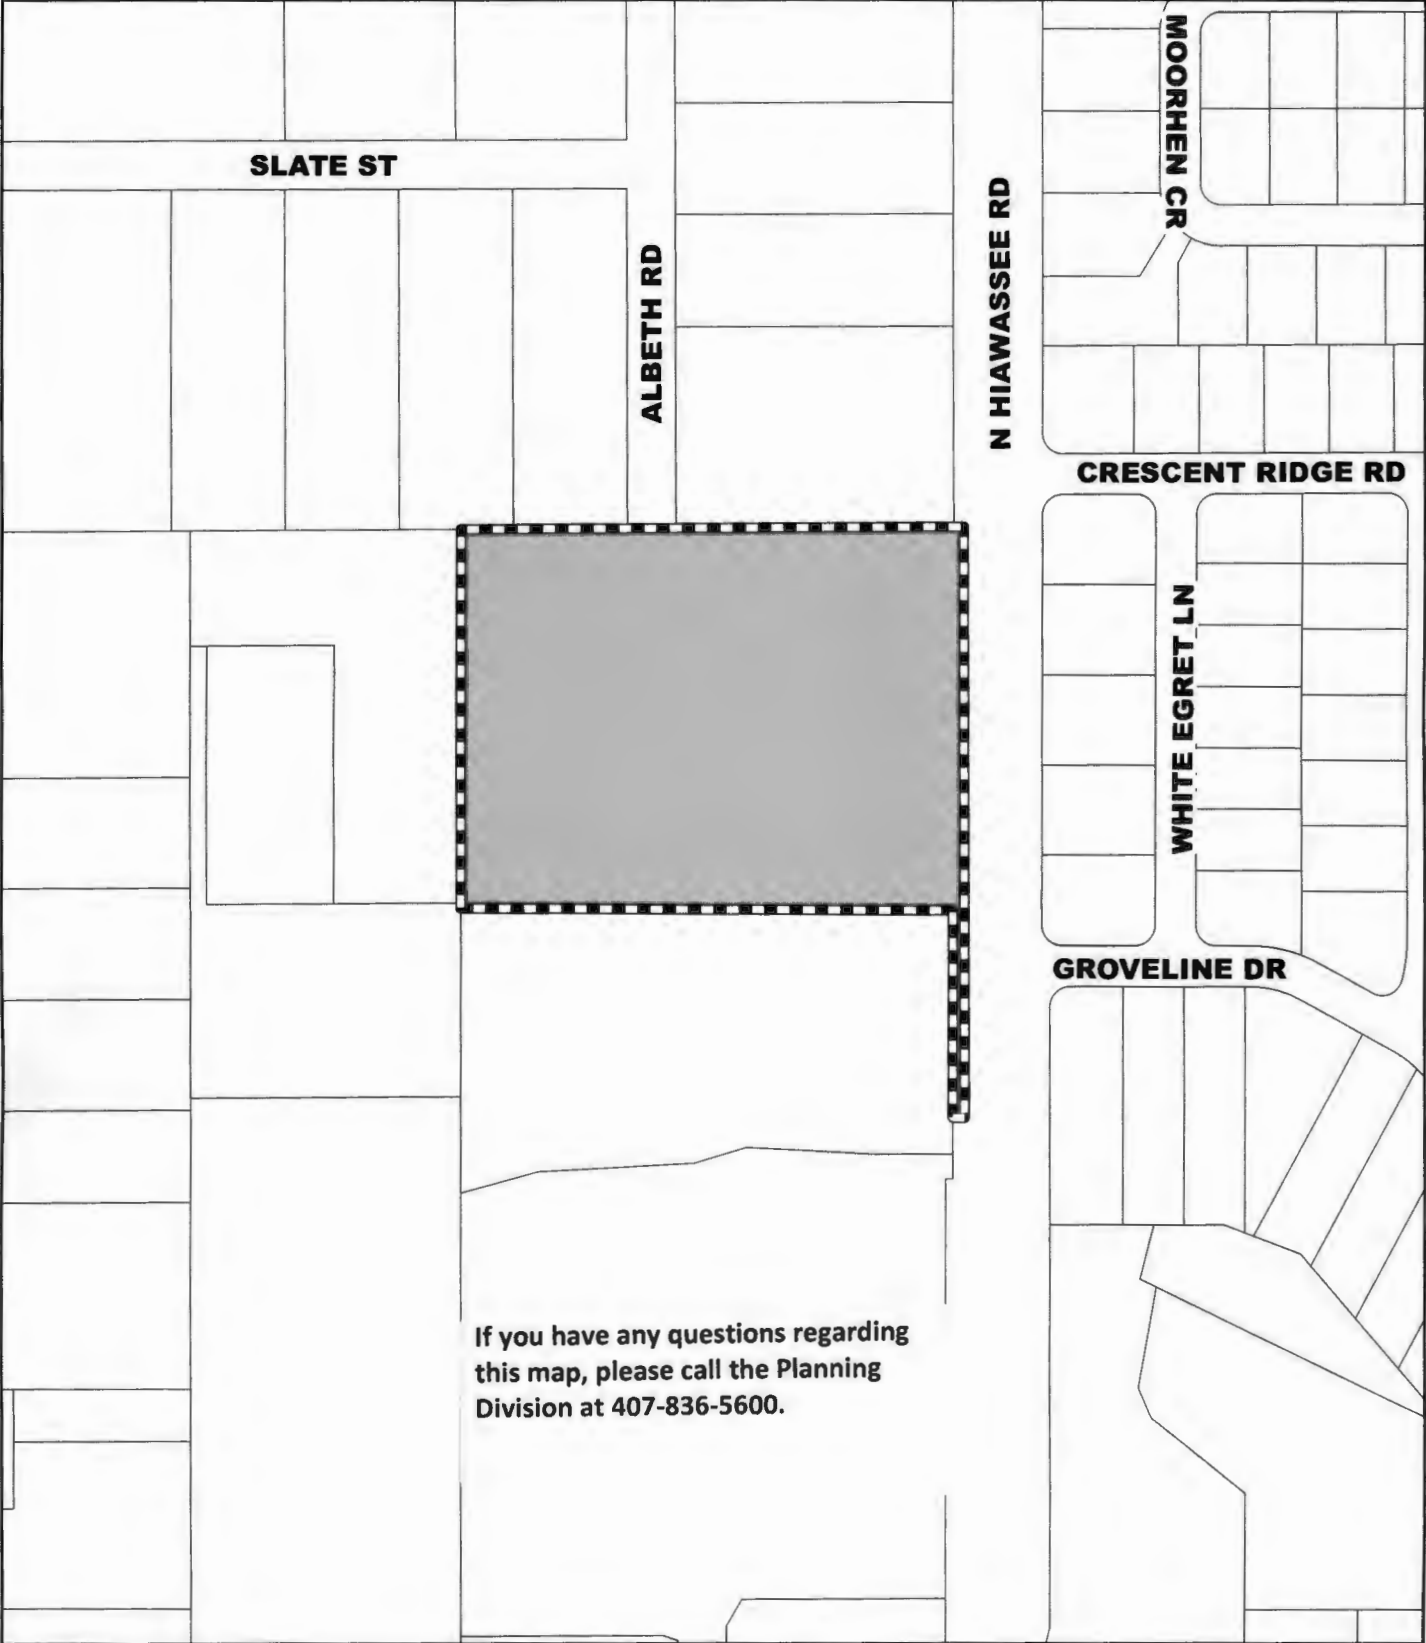 MOORHEN CR
SLATE ST
N HIAWASSEE RD
ALBETH RD
CRESCENT RIDGE RD
WHITE EGRET LN
GROVELINE DR
If you have any questions regarding
this map, please call the Planning
Division at 407-836-5600.